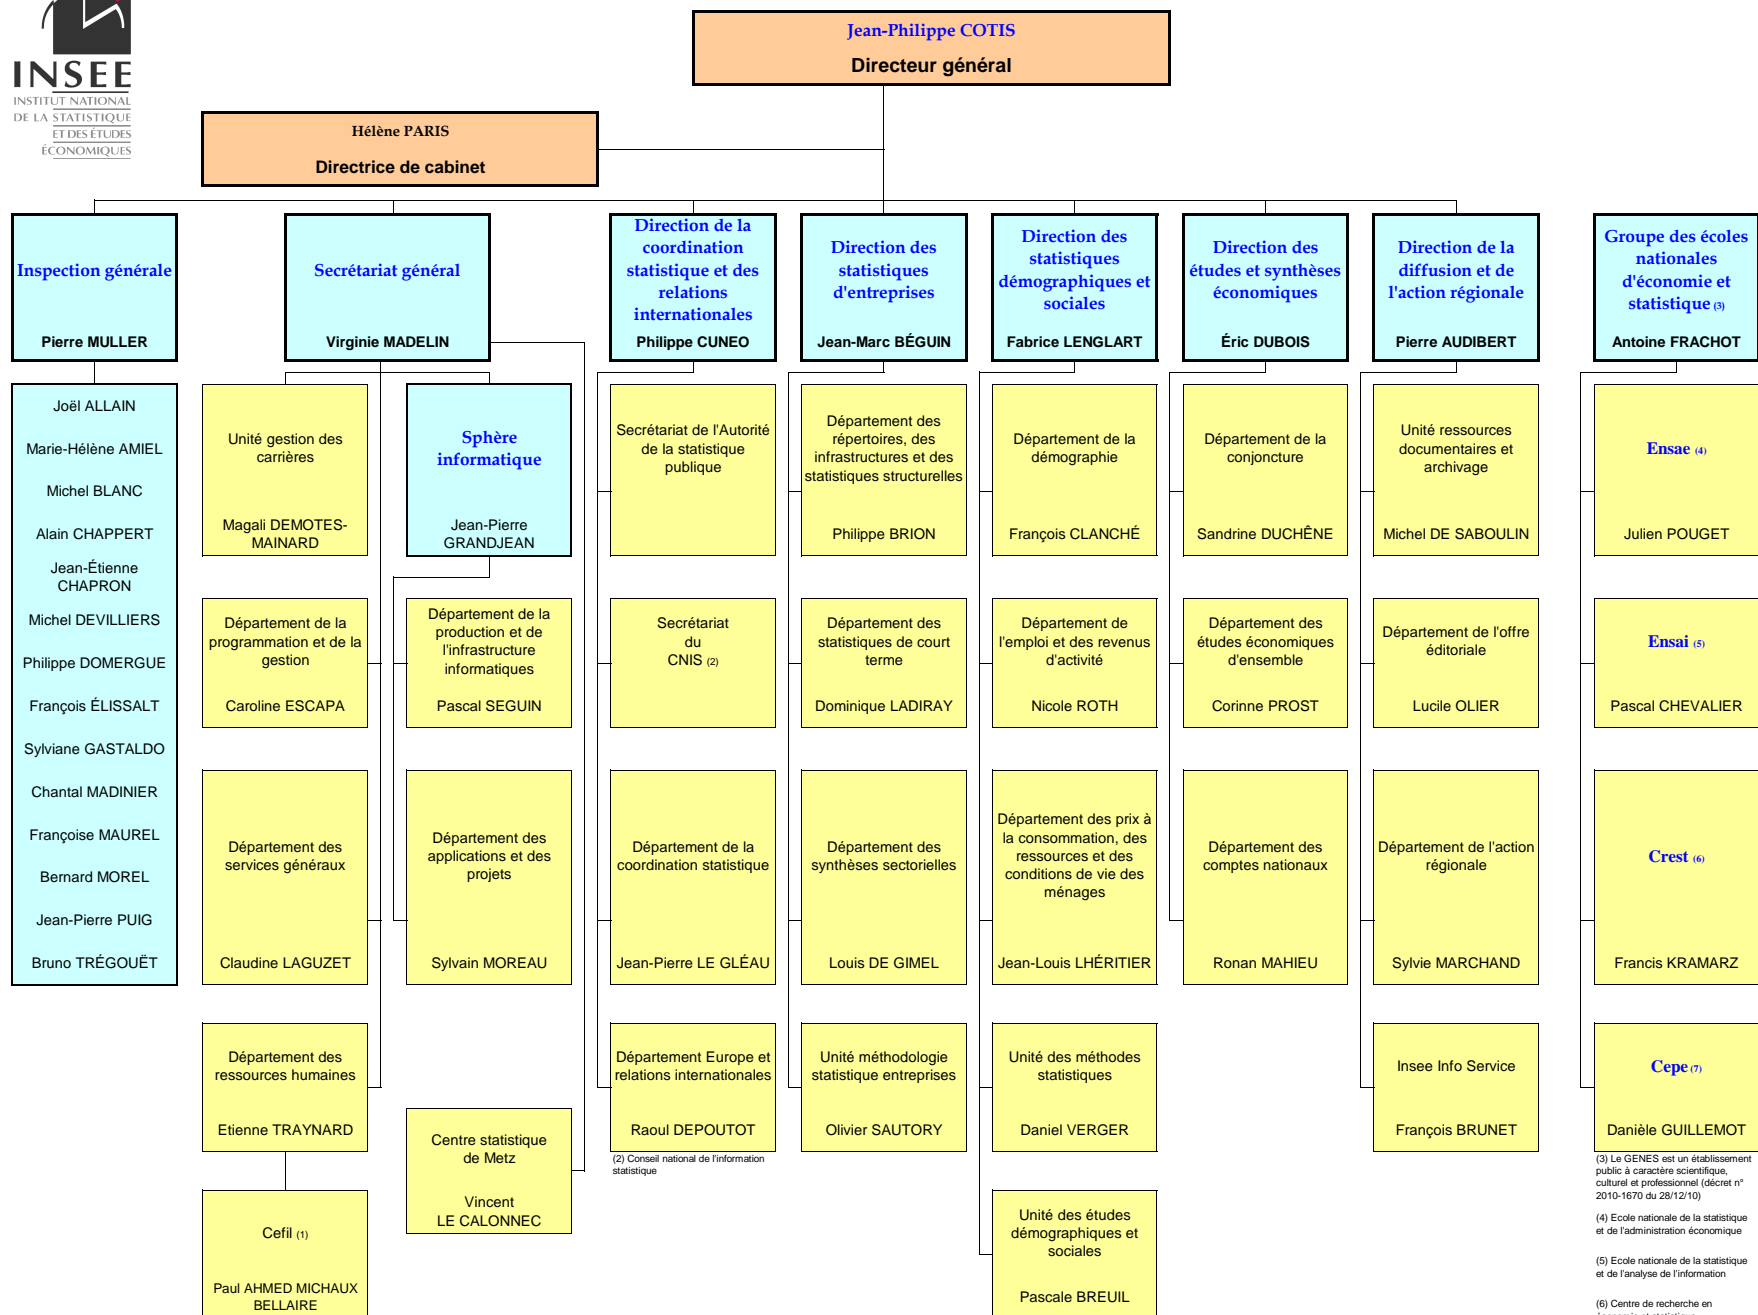 INSEE
INSTITUT NATIONAL
DE LA STATISTIQUE
ET DES ÉTUDES
ÉCONOMIQUES
Jean-Philippe COTIS
Directeur général
Hélène PARIS
Directrice de cabinet
Inspection générale
Pierre MULLER
Joël ALLAIN
Marie-Hélène AMIEL
Michel BLANC
Alain CHAPPERT
Jean-Étienne
CHAPRON
Michel DEVILLIERS
Philippe DOMERGUE
François ÉLISSALT
Sylviane GASTALDO
Chantal MADINIER
Françoise MAUREL
Bernard MOREL
Jean-Pierre PUIG
Bruno TRÉGOUËT
Secrétariat général
Virginie MADELIN
Unité gestion des
carrières
Magali DEMOTES-
MAINARD
Département de la
programmation et de la
gestion
Caroline ESCAPA
Département des
services généraux
Claudine LAGUZET
Département des
ressources humaines
Etienne TRAYNARD
Cefil (1)
Paul AHMED MICHAUX
BELLAIRE
Sphère
informatique
Jean-Pierre
GRANDJEAN
Département de la
production et de
l'infrastructure
informatiques
Pascal SEGUIN
Département des
applications et des
projets
Sylvain MOREAU
Centre statistique
de Metz
Vincent
LE CALONNEC
Direction de la
coordination
statistique et des
relations
internationales
Philippe CUNEO
Secrétariat de l'Autorité
de la statistique
publique
Secrétariat
du
CNIS (2)
Département de la
coordination statistique
Jean-Pierre LE GLÉAU
Département Europe et
relations internationales
Raoul DEPOUTOT
(2) Conseil national de l'information
statistique
Direction des
statistiques
d'entreprises
Jean-Marc BÉGUIN
Département des
répertoires, des
infrastructures et des
statistiques structurelles
Philippe BRION
Département des
statistiques de court
terme
Dominique LADIRAY
Département des
synthèses sectorielles
Louis DE GIMEL
Unité méthodologie
statistique entreprises
Olivier SAUTORY
Direction des
statistiques
démographiques et
sociales
Fabrice LENGLART
Département de la
démographie
François CLANCHÉ
Département de
l'emploi et des revenus
d'activité
Nicole ROTH
Département des prix à
la consommation, des
ressources et des
conditions de vie des
ménages
Jean-Louis LHÉRITIER
Unité des méthodes
statistiques
Daniel VERGER
Unité des études
démographiques et
sociales
Pascale BREUIL
Direction des
études et synthèses
économiques
Éric DUBOIS
Département de la
conjoncture
Sandrine DUCHÊNE
Département des
études économiques
d'ensemble
Corinne PROST
Département des
comptes nationaux
Ronan MAHIEU
Direction de la
diffusion et de
l'action régionale
Pierre AUDIBERT
Unité ressources
documentaires et
archivage
Michel DE SABOULIN
Département de l'offre
éditoriale
Lucile OLIER
Département de l'action
régionale
Sylvie MARCHAND
Insee Info Service
François BRUNET
Groupe des écoles
nationales
d'économie et
statistique (3)
Antoine FRACHOT
Ensae (4)
Julien POUGET
Ensai (5)
Pascal CHEVALIER
Crest (6)
Francis KRAMARZ
Cepe (7)
Danièle GUILLEMOT
(3) Le GENES est un établissement
public à caractère scientifique,
culturel et professionnel (décret n°
2010-1670 du 28/12/10)
(4) Ecole nationale de la statistique
et de l'administration économique
(5) Ecole nationale de la statistique
et de l'analyse de l'information
(6) Centre de recherche en